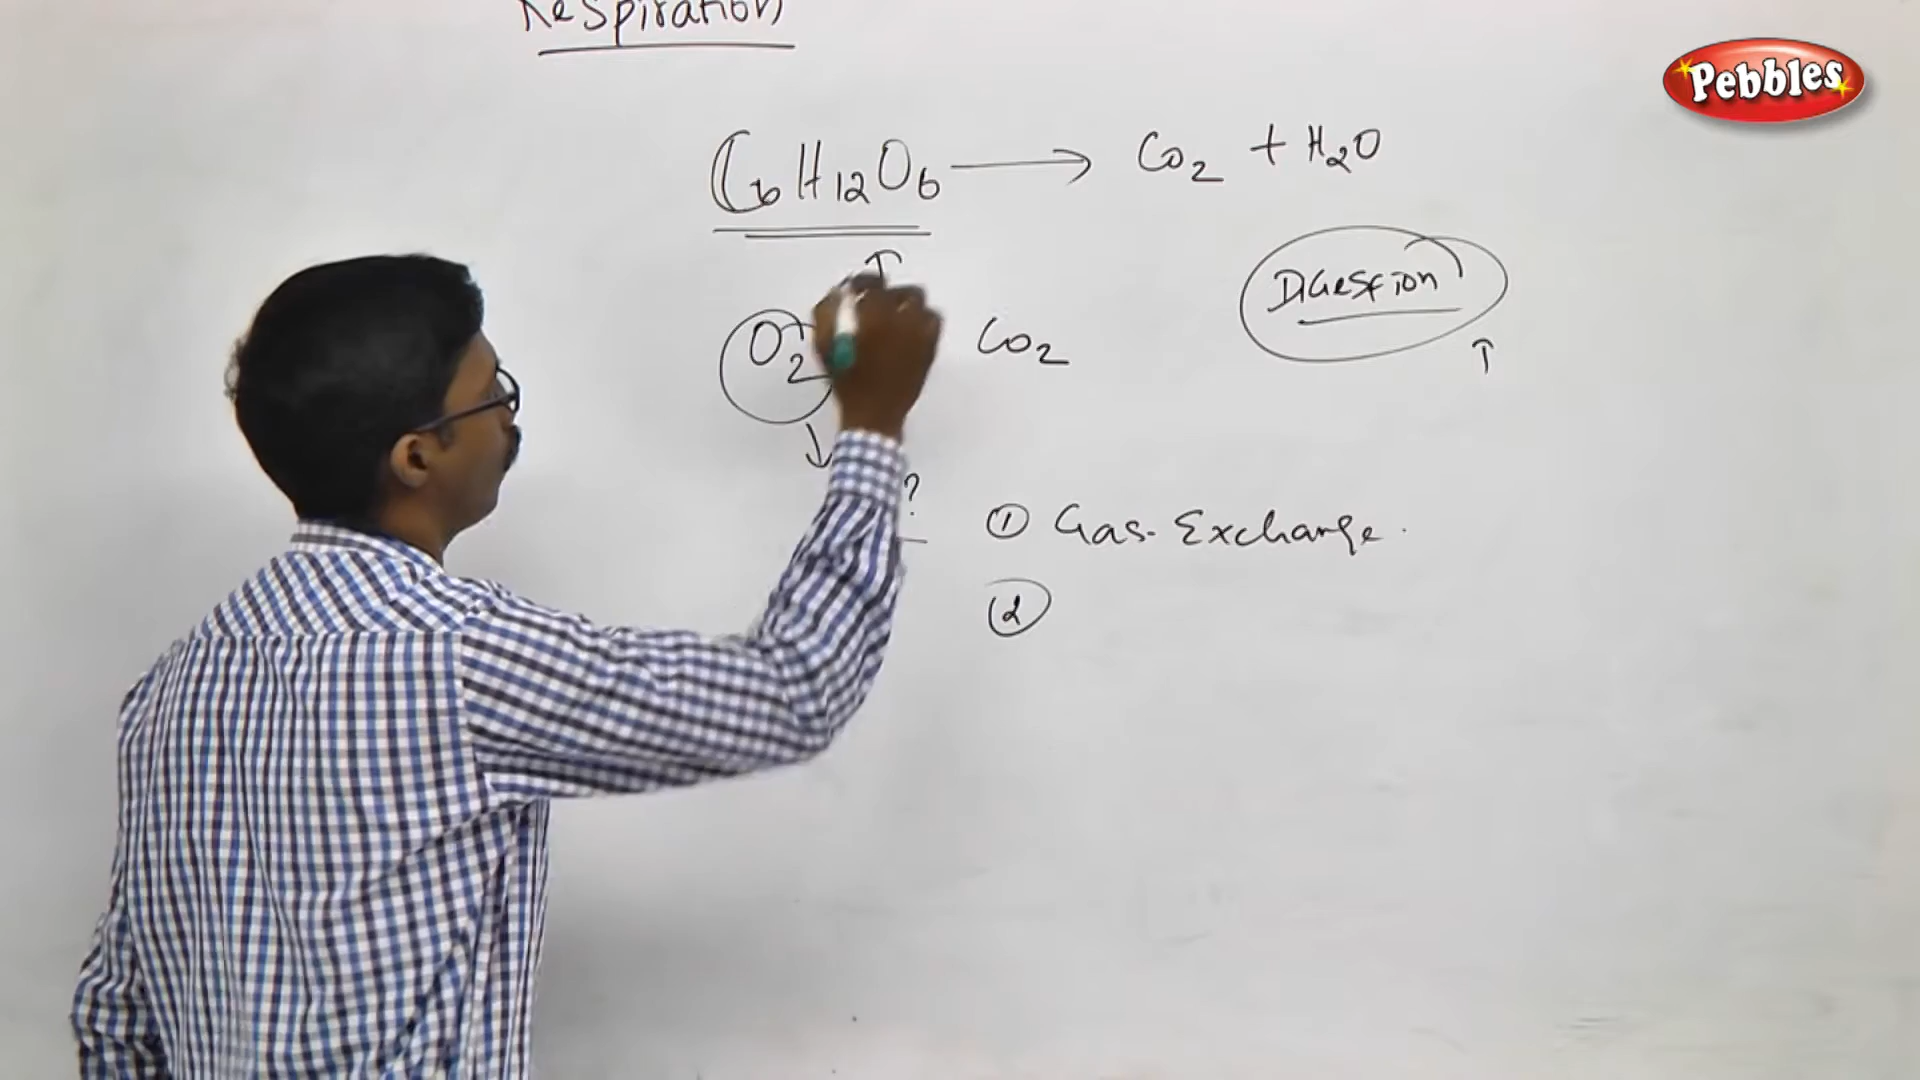 Respiration
Pebbles
C6H12O6 ⟶ Co2 + H2O
DIGestion
↑
↑
O2 Co2
↓
?
① Gas-Exchange.
②